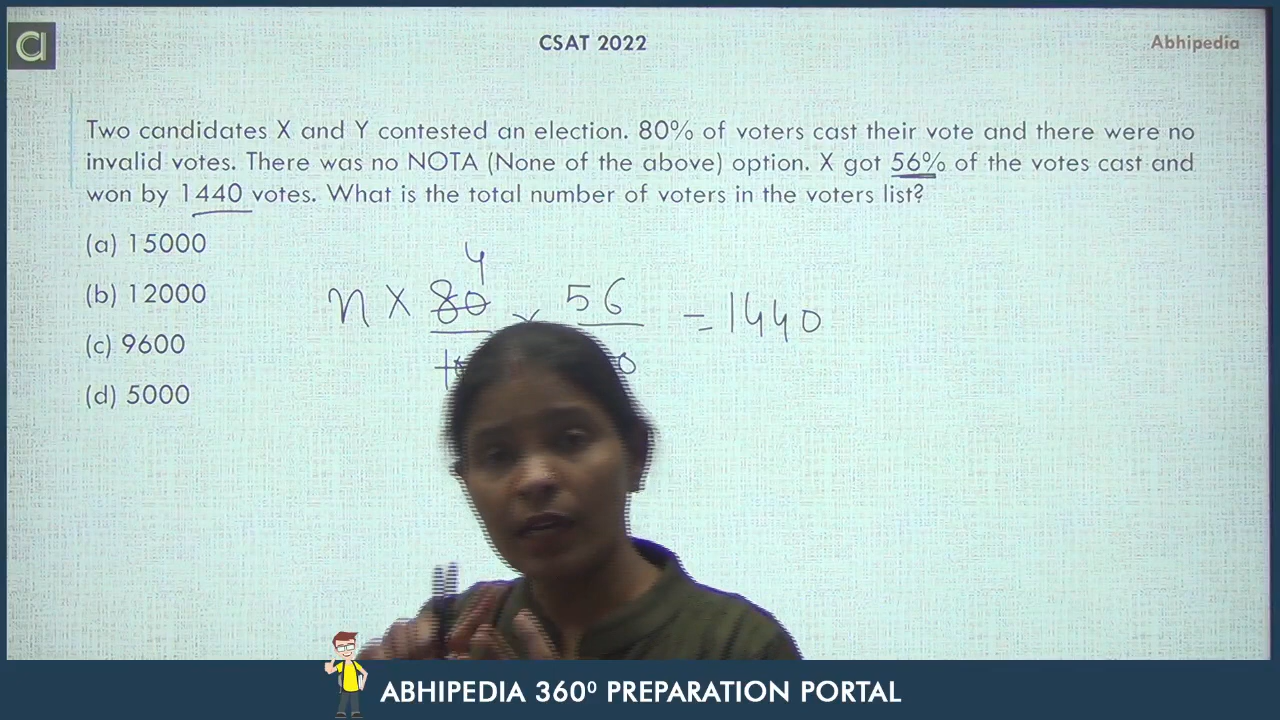 CSAT 2022
Abhipedia
Two candidates X and Y contested an election. 80% of voters cast their vote and there were no
invalid votes. There was no NOTA (None of the above) option. X got 56% of the votes cast and
won by 1440 votes. What is the total number of voters in the voters list?
(a) 15000
(b) 12000
(c) 9600
(d) 5000
4
n X 80 x 56 = 1440
ABHIPEDIA 360⁰ PREPARATION PORTAL